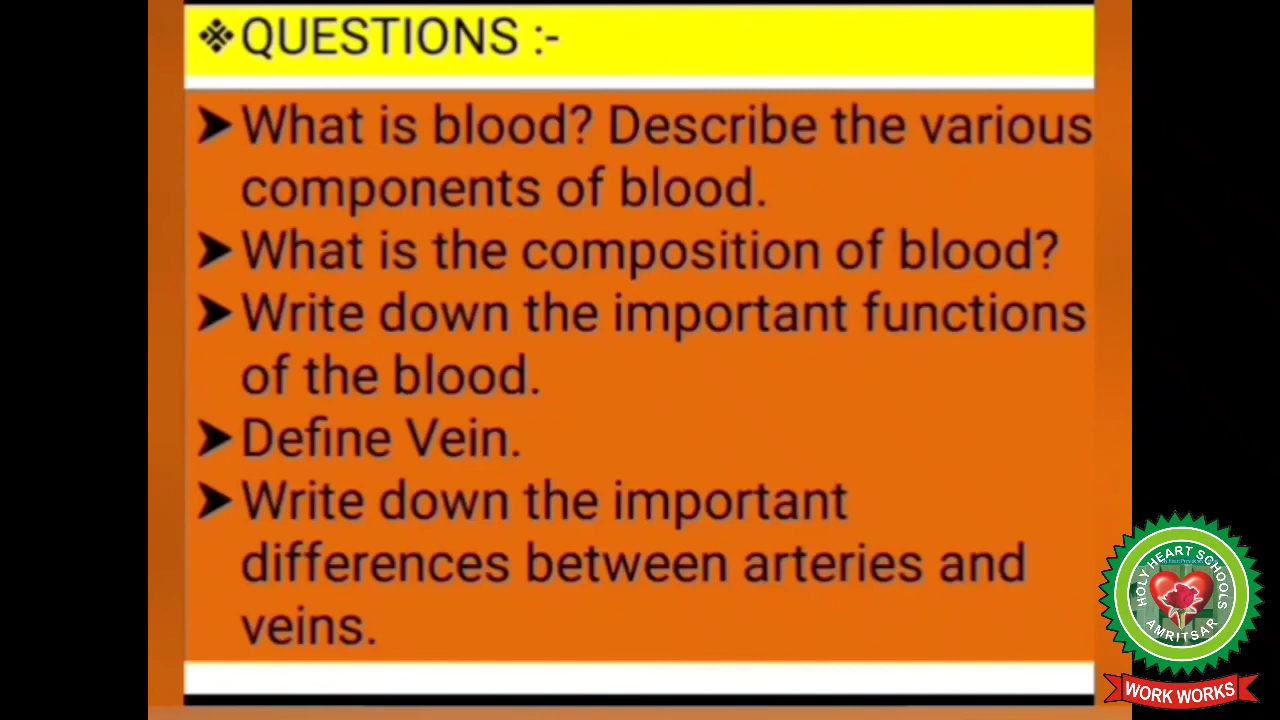 ❖QUESTIONS :-
➤What is blood? Describe the various
components of blood.
➤What is the composition of blood?
➤Write down the important functions
of the blood.
➤Define Vein.
➤Write down the important
differences between arteries and
veins.
HOLY HEART SCHOOLS
AMRITSAR
WORK WORKS